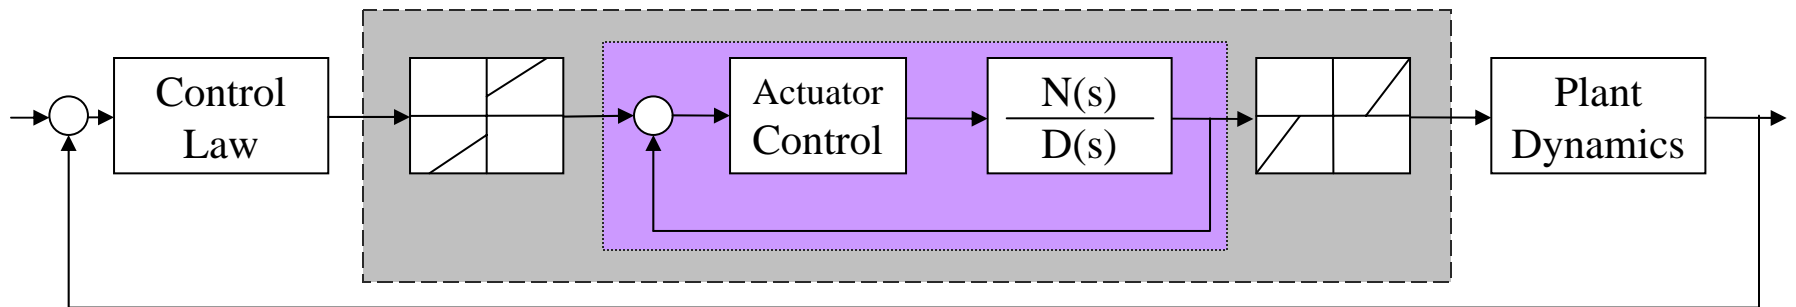 Control
Law
Actuator
Control
N(s)
D(s)
Plant
Dynamics